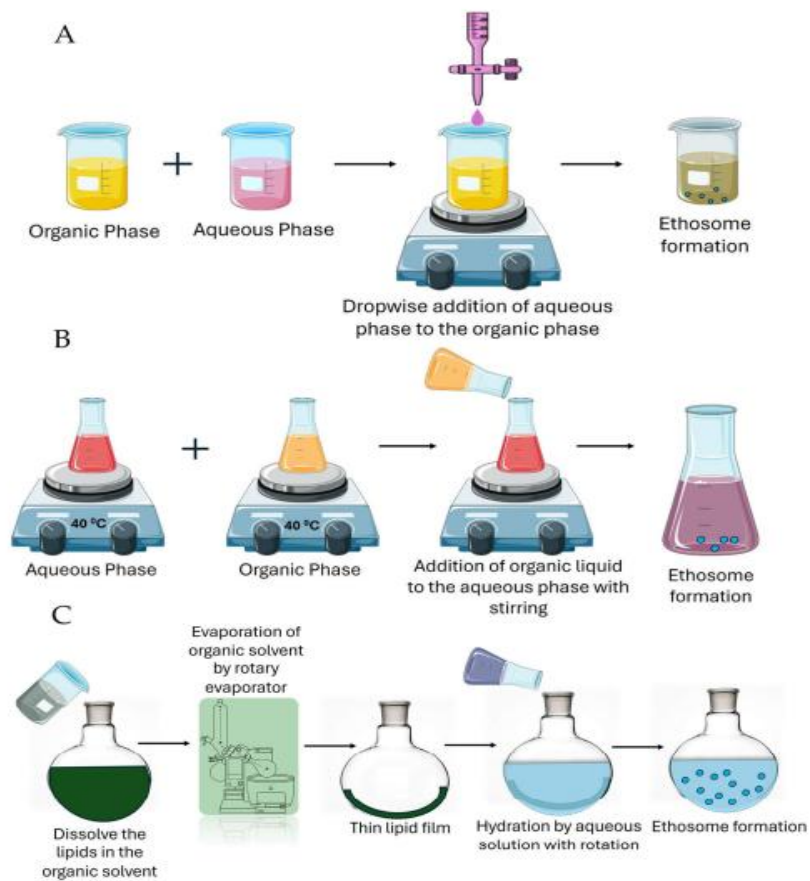 A
Organic Phase
Aqueous Phase
Dropwise addition of aqueous
phase to the organic phase
Ethosome
formation
B
40 ⁰C
Aqueous Phase
40 ⁰C
Organic Phase
Addition of organic liquid
to the aqueous phase with
stirring
Ethosome
formation
C
Dissolve the
lipids in the
organic solvent
Evaporation of
organic solvent
by rotary
evaporator
Thin lipid film
Hydration by aqueous
solution with rotation
Ethosome formation